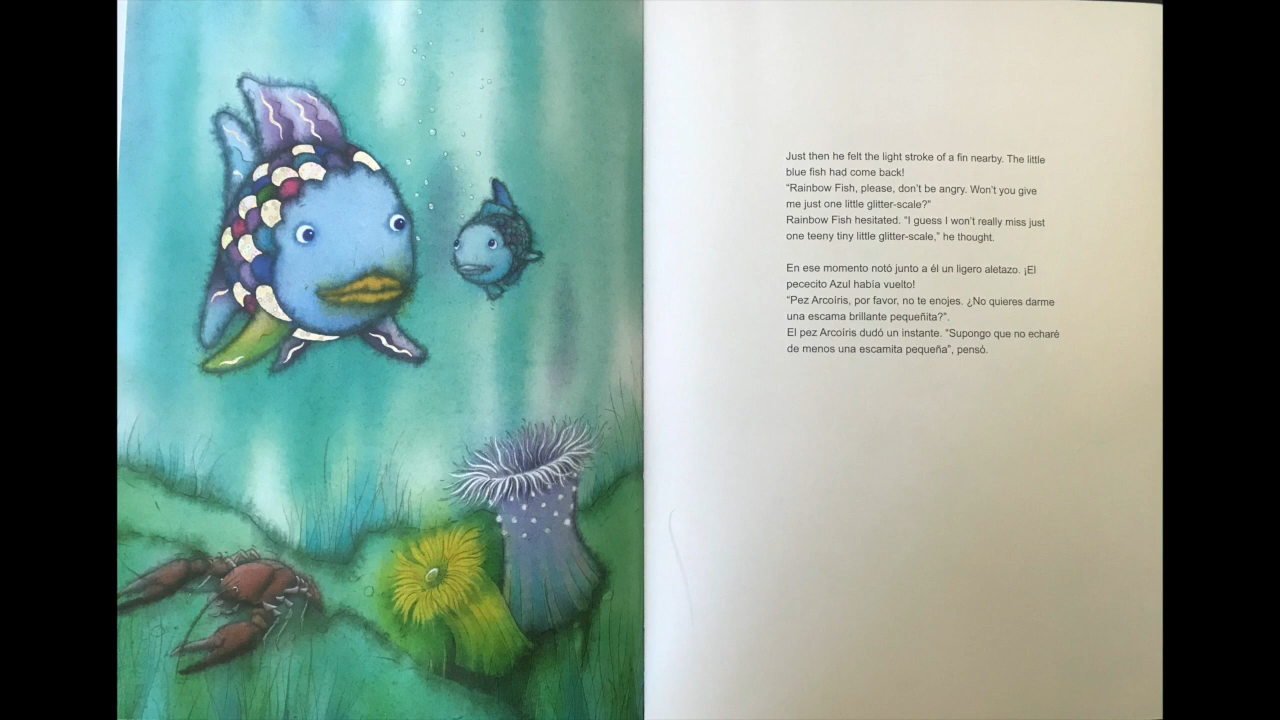 Just then he felt the light stroke of a fin nearby. The little
blue fish had come back!
“Rainbow Fish, please, don’t be angry. Won’t you give
me just one little glitter-scale?”
Rainbow Fish hesitated. “I guess I won’t really miss just
one teeny tiny little glitter-scale,” he thought.
En ese momento notó junto a él un ligero aletazo. ¡El
pececito Azul había vuelto!
“Pez Arcoíris, por favor, no te enojes. ¿No quieres darme
una escama brillante pequeñita?”.
El pez Arcoíris dudó un instante. “Supongo que no echaré
de menos una escamita pequeña”, pensó.